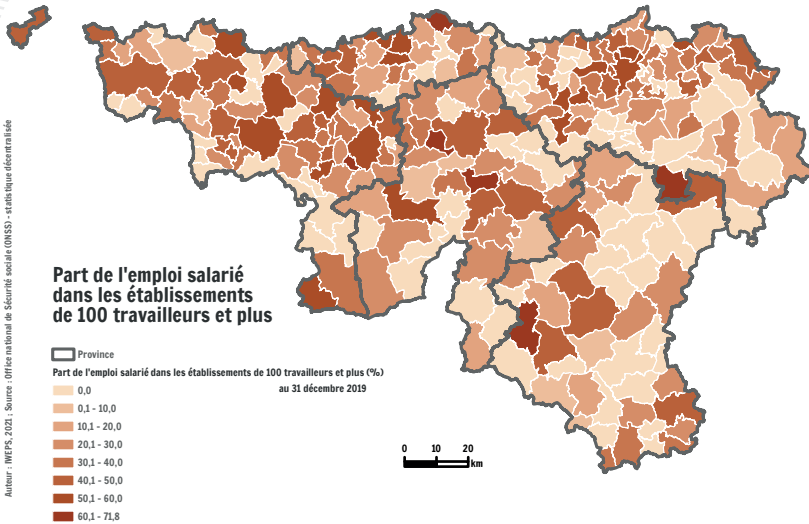 Part de l'emploi salarié
dans les établissements
de 100 travailleurs et plus
Province
Part de l'emploi salarié dans les établissements de 100 travailleurs et plus (%)
au 31 décembre 2019
0,0
0,1 - 10,0
10,1 - 20,0
20,1 - 30,0
30,1 - 40,0
40,1 - 50,0
50,1 - 60,0
60,1 - 71,8
0 10 20
km
Auteur : IWEPS, 2021 ; Source : Office national de Sécurité sociale (ONSS) - statistique décentralisée